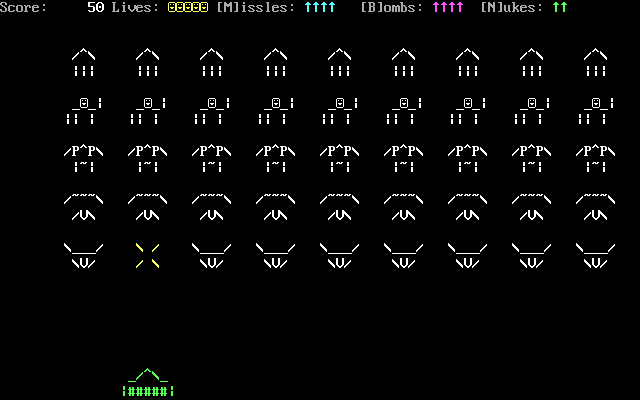 Score: 50 Lives: [M]issles: ↑↑↑↑ [B]ombs: ↑↑↑↑ [N]ukes: ↑↑